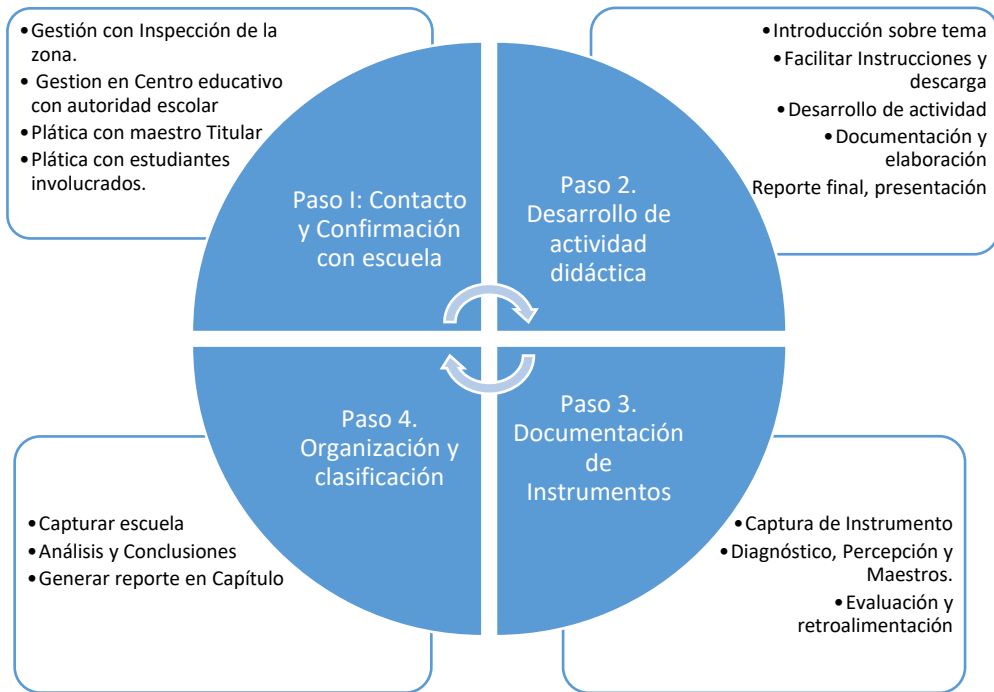 •Gestión con Inspección de la
zona.
• Gestion en Centro educativo
con autoridad escolar
•Plática con maestro Titular
•Plática con estudiantes
involucrados.
Paso I: Contacto
y Confirmación
con escuela
•Introducción sobre tema
•Facilitar Instrucciones y
descarga
•Desarrollo de actividad
•Documentación y
elaboración
Reporte final, presentación
Paso 2.
Desarrollo de
actividad
didáctica
Paso 3.
Documentación
de
Instrumentos
•Captura de Instrumento
•Diagnóstico, Percepción y
Maestros.
•Evaluación y
retroalimentación
Paso 4.
Organización y
clasificación
•Capturar escuela
•Análisis y Conclusiones
•Generar reporte en Capítulo